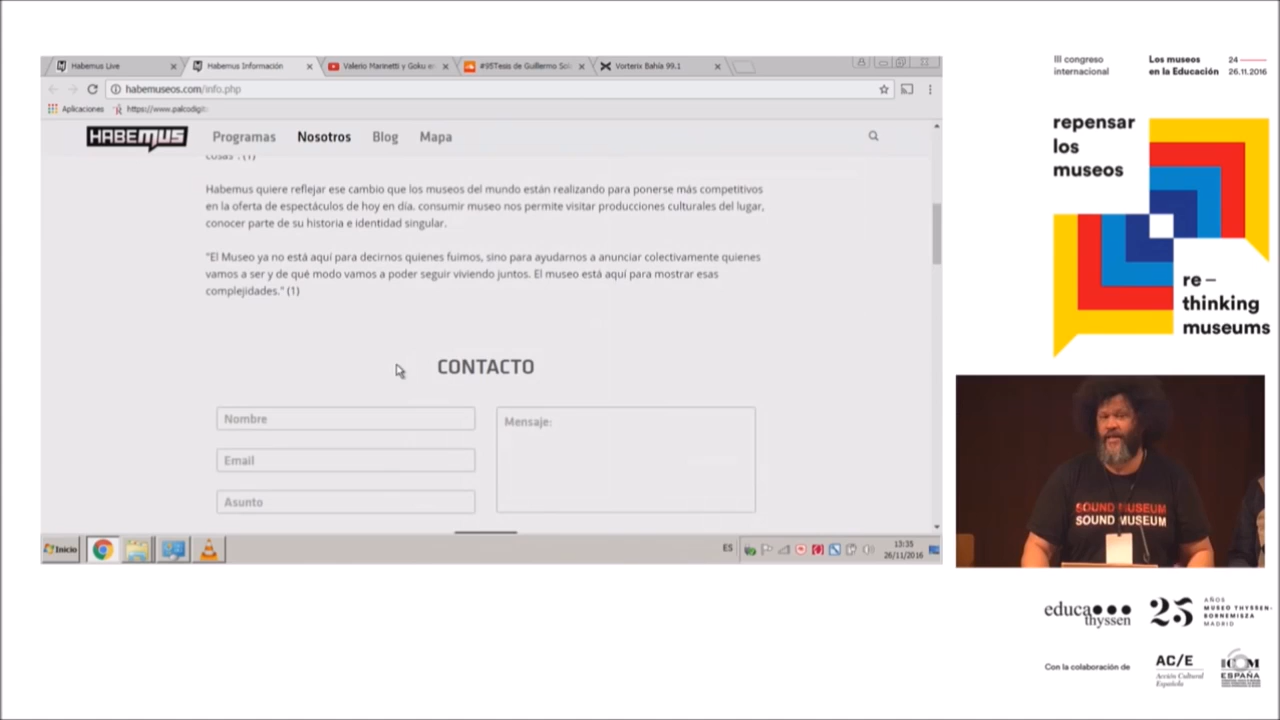 Habemus Live
Habemus Información
Valerio Marinetti y Goku e
#95Tesis de Guillermo Sol
Vorterix Bahía 99.1
habemuseos.com/info.php
Aplicaciones
https://www.palcodigit
HABEMUS
Programas
Nosotros
Blog
Mapa
cosas". (1)
Habemus quiere reflejar ese cambio que los museos del mundo están realizando para ponerse más competitivos
en la oferta de espectáculos de hoy en día. consumir museo nos permite visitar producciones culturales del lugar,
conocer parte de su historia e identidad singular.
"El Museo ya no está aquí para decirnos quienes fuimos, sino para ayudarnos a anunciar colectivamente quienes
vamos a ser y de qué modo vamos a poder seguir viviendo juntos. El museo está aquí para mostrar esas
complejidades." (1)
CONTACTO
Nombre
Email
Asunto
Mensaje:
Inicio
ES
13:35
26/11/2016
III congreso
internacional
Los museos
en la Educación
24
26.11.2016
repensar
los
museos
re –
thinking
museums
SOUND MUSEUM
SOUND MUSEUM
educa
thyssen
25
AÑOS
MUSEO THYSSEN-
BORNEMISZA
MADRID
Con la colaboración de
AC/E
Acción Cultural
Española
ICOM
ESPAÑA